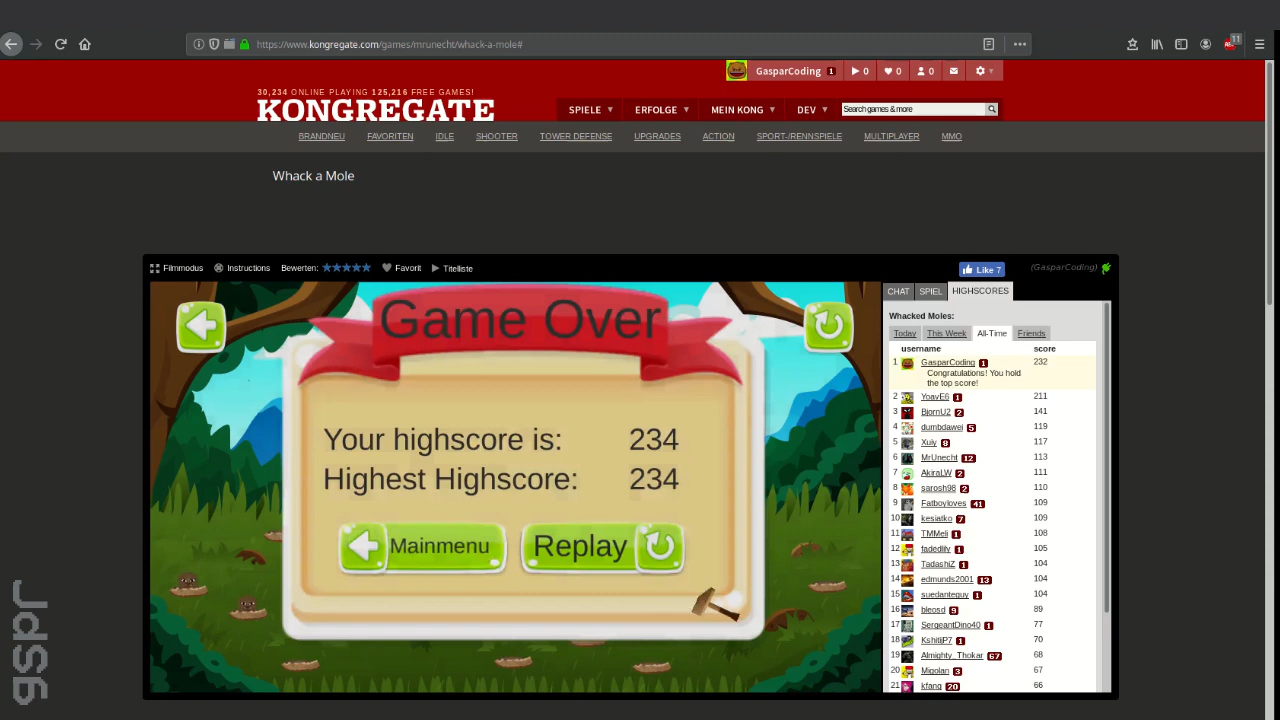 11
https://www.kongregate.com/games/mrunecht/whack-a-mole#
GasparCoding 1 0 0 0
30,234 ONLINE PLAYING 125,216 FREE GAMES!
KONGREGATE
SPIELE ERFOLGE MEIN KONG DEV Search games & more
BRANDNEU FAVORITEN IDLE SHOOTER TOWER DEFENSE UPGRADES ACTION SPORT-/RENNSPIELE MULTIPLAYER MMO
Whack a Mole
Filmmodus Instructions Bewerten: Favorit Titelliste Like 7 (GasparCoding)
Game Over
Your highscore is: 234
Highest Highscore: 234
Mainmenu Replay
CHAT SPIEL HIGHSCORES
Whacked Moles:
Today This Week All-Time Friends
username score
1 GasparCoding 1 232
Congratulations! You hold
the top score!
2 YoavE6 1 211
3 BjornU2 2 141
4 dumbdawei 5 119
5 Xuiy 8 117
6 MrUnecht 12 113
7 AkiraLW 2 111
8 sarosh98 2 110
9 Fatboyloves 41 109
10 kesiatko 7 109
11 TMMeli 1 108
12 fadedlily 1 105
13 TadashiZ 1 104
14 edmunds2001 13 104
15 suedanteguy 1 104
16 bleosd 9 89
17 SergeantDino40 1 77
18 KshitijP7 1 70
19 Almighty_Thokar 67 68
20 Migolan 3 67
21 kfang 20 66